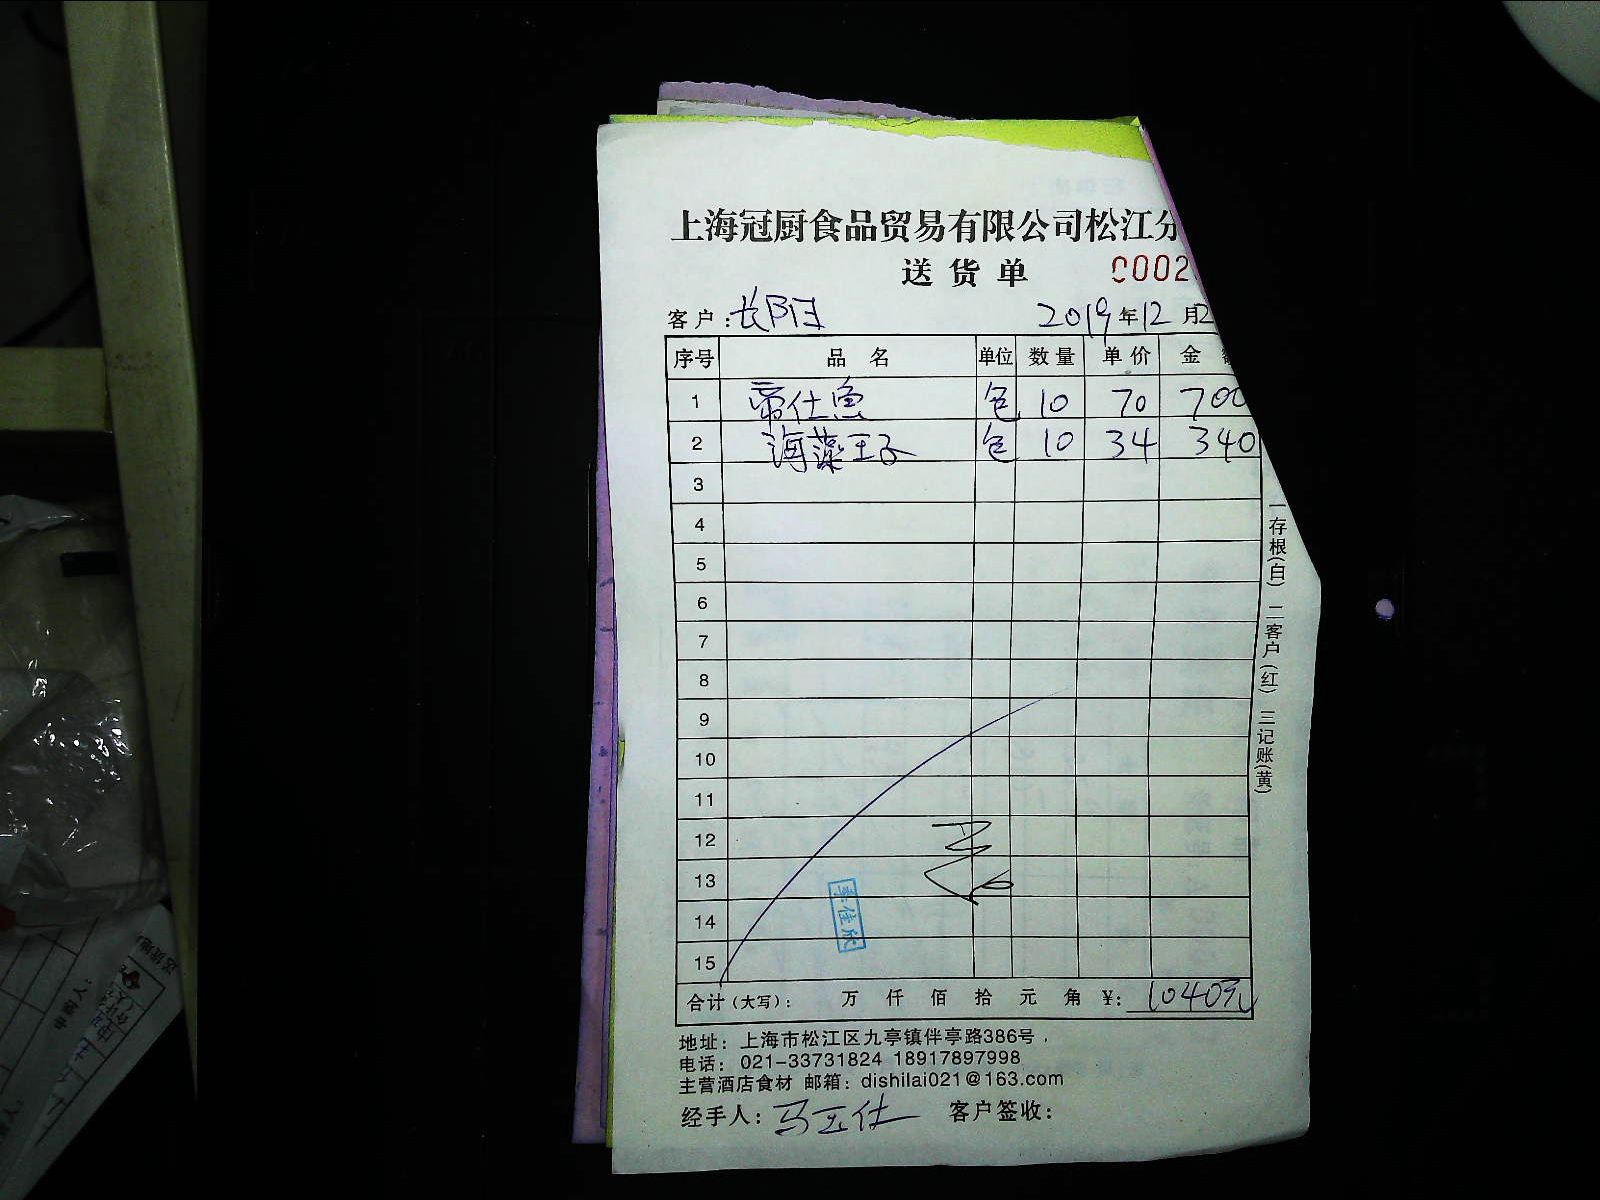 上海冠厨食品贸易有限公司松江分
送货单 0002
客户:长阳 2019年12月2
序号 品名 单位 数量 单价 金
1 帝仕鱼 包 10 70 700
2 海藻王子 包 10 34 340
3
4
5
6
7
8
9
10
11
12
13
14
15
合计(大写): 万 仟 佰 拾 元 角 ¥: 1040元
一存根(白) 二客户(红) 三记账(黄)
李佳欣
地址: 上海市松江区九亭镇伴亭路386号
电话: 021-33731824 18917897998
主营酒店食材 邮箱: dishilai021@163.com
经手人: 马玉仕 客户签收: